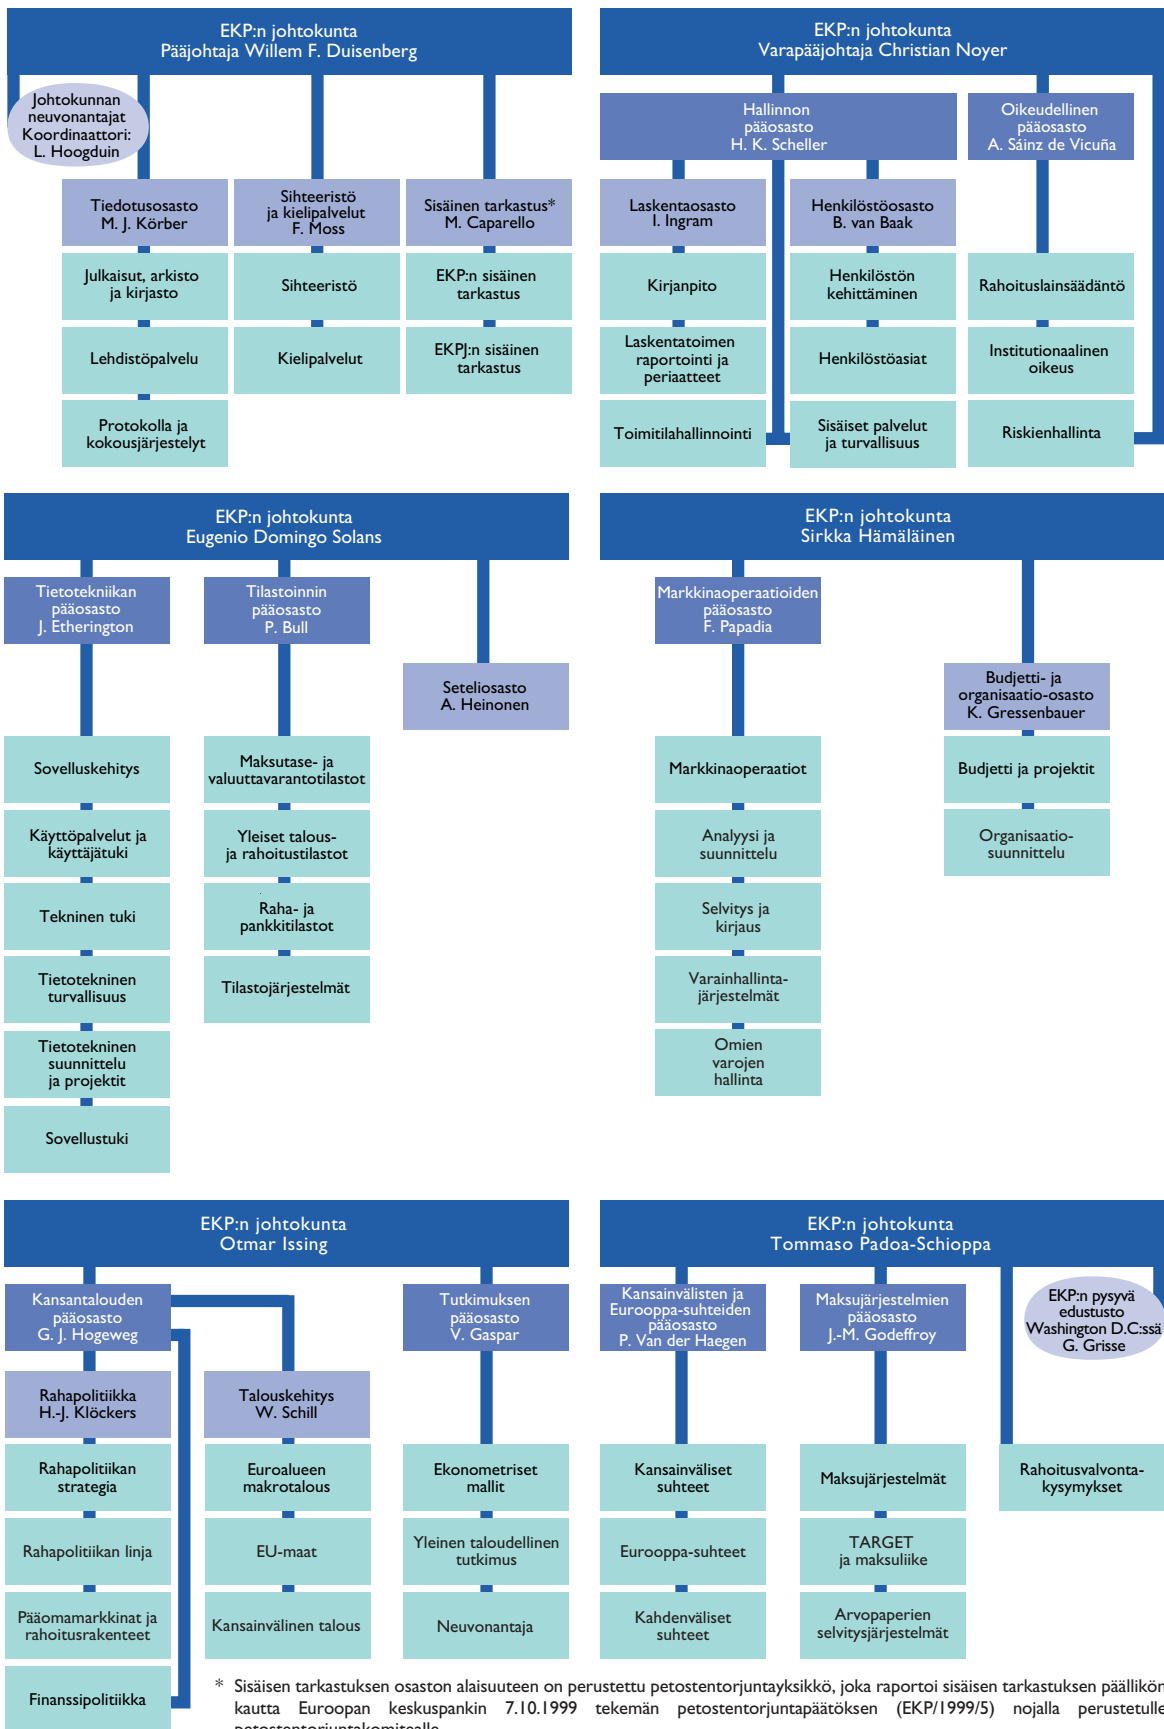 EKP:n johtokunta
Pääjohtaja Willem F. Duisenberg
Johtokunnan
neuvonantajat
Koordinaattori:
L. Hoogduin
Tiedotusosasto
M. J. Körber
Julkaisut, arkisto
ja kirjasto
Lehdistöpalvelu
Protokolla ja
kokousjärjestelyt
Sihteeristö
ja kielipalvelut
F. Moss
Sihteeristö
Kielipalvelut
Sisäinen tarkastus*
M. Caparello
EKP:n sisäinen
tarkastus
EKPJ:n sisäinen
tarkastus
EKP:n johtokunta
Varapääjohtaja Christian Noyer
Hallinnon
pääosasto
H. K. Scheller
Laskentaosasto
I. Ingram
Kirjanpito
Laskentatoimen
raportointi ja
periaatteet
Toimitilahallinnointi
Henkilöstöosasto
B. van Baak
Henkilöstön
kehittäminen
Henkilöstöasiat
Sisäiset palvelut
ja turvallisuus
Oikeudellinen
pääosasto
A. Sáinz de Vicuña
Rahoituslainsäädäntö
Institutionaalinen
oikeus
Riskienhallinta
EKP:n johtokunta
Eugenio Domingo Solans
Tietotekniikan
pääosasto
J. Etherington
Sovelluskehitys
Käyttöpalvelut ja
käyttäjätuki
Tekninen tuki
Tietotekninen
turvallisuus
Tietotekninen
suunnittelu
ja projektit
Sovellustuki
Tilastoinnin
pääosasto
P. Bull
Maksutase- ja
valuuttavarantotilastot
Yleiset talous-
ja rahoitustilastot
Raha- ja
pankkitilastot
Tilastojärjestelmät
Seteliosasto
A. Heinonen
EKP:n johtokunta
Sirkka Hämäläinen
Markkinaoperaatioiden
pääosasto
F. Papadia
Markkinaoperaatiot
Analyysi ja
suunnittelu
Selvitys ja
kirjaus
Varainhallinta-
järjestelmät
Omien
varojen
hallinta
Budjetti- ja
organisaatio-osasto
K. Gressenbauer
Budjetti ja projektit
Organisaatio-
suunnittelu
EKP:n johtokunta
Otmar Issing
Kansantalouden
pääosasto
G. J. Hogeweg
Rahapolitiikka
H.-J. Klöckers
Rahapolitiikan
strategia
Rahapolitiikan linja
Pääomamarkkinat ja
rahoitusrakenteet
Finanssipolitiikka
Talouskehitys
W. Schill
Euroalueen
makrotalous
EU-maat
Kansainvälinen talous
Tutkimuksen
pääosasto
V. Gaspar
Ekonometriset
mallit
Yleinen taloudellinen
tutkimus
Neuvonantaja
EKP:n johtokunta
Tommaso Padoa-Schioppa
Kansainvälisten ja
Eurooppa-suhteiden
pääosasto
P. Van der Haegen
Kansainväliset
suhteet
Eurooppa-suhteet
Kahdenväliset
suhteet
Maksujärjestelmien
pääosasto
J.-M. Godeffroy
Maksujärjestelmät
TARGET
ja maksuliike
Arvopaperien
selvitysjärjestelmät
EKP:n pysyvä
edustusto
Washington D.C:ssä
G. Grisse
Rahoitusvalvonta-
kysymykset
* Sisäisen tarkastuksen osaston alaisuuteen on perustettu petostentorjuntayksikkö, joka raportoi sisäisen tarkastuksen päällikön
kautta Euroopan keskuspankin 7.10.1999 tekemän petostentorjuntapäätöksen (EKP/1999/5) nojalla perustetulle
petostentorjuntakomitealle